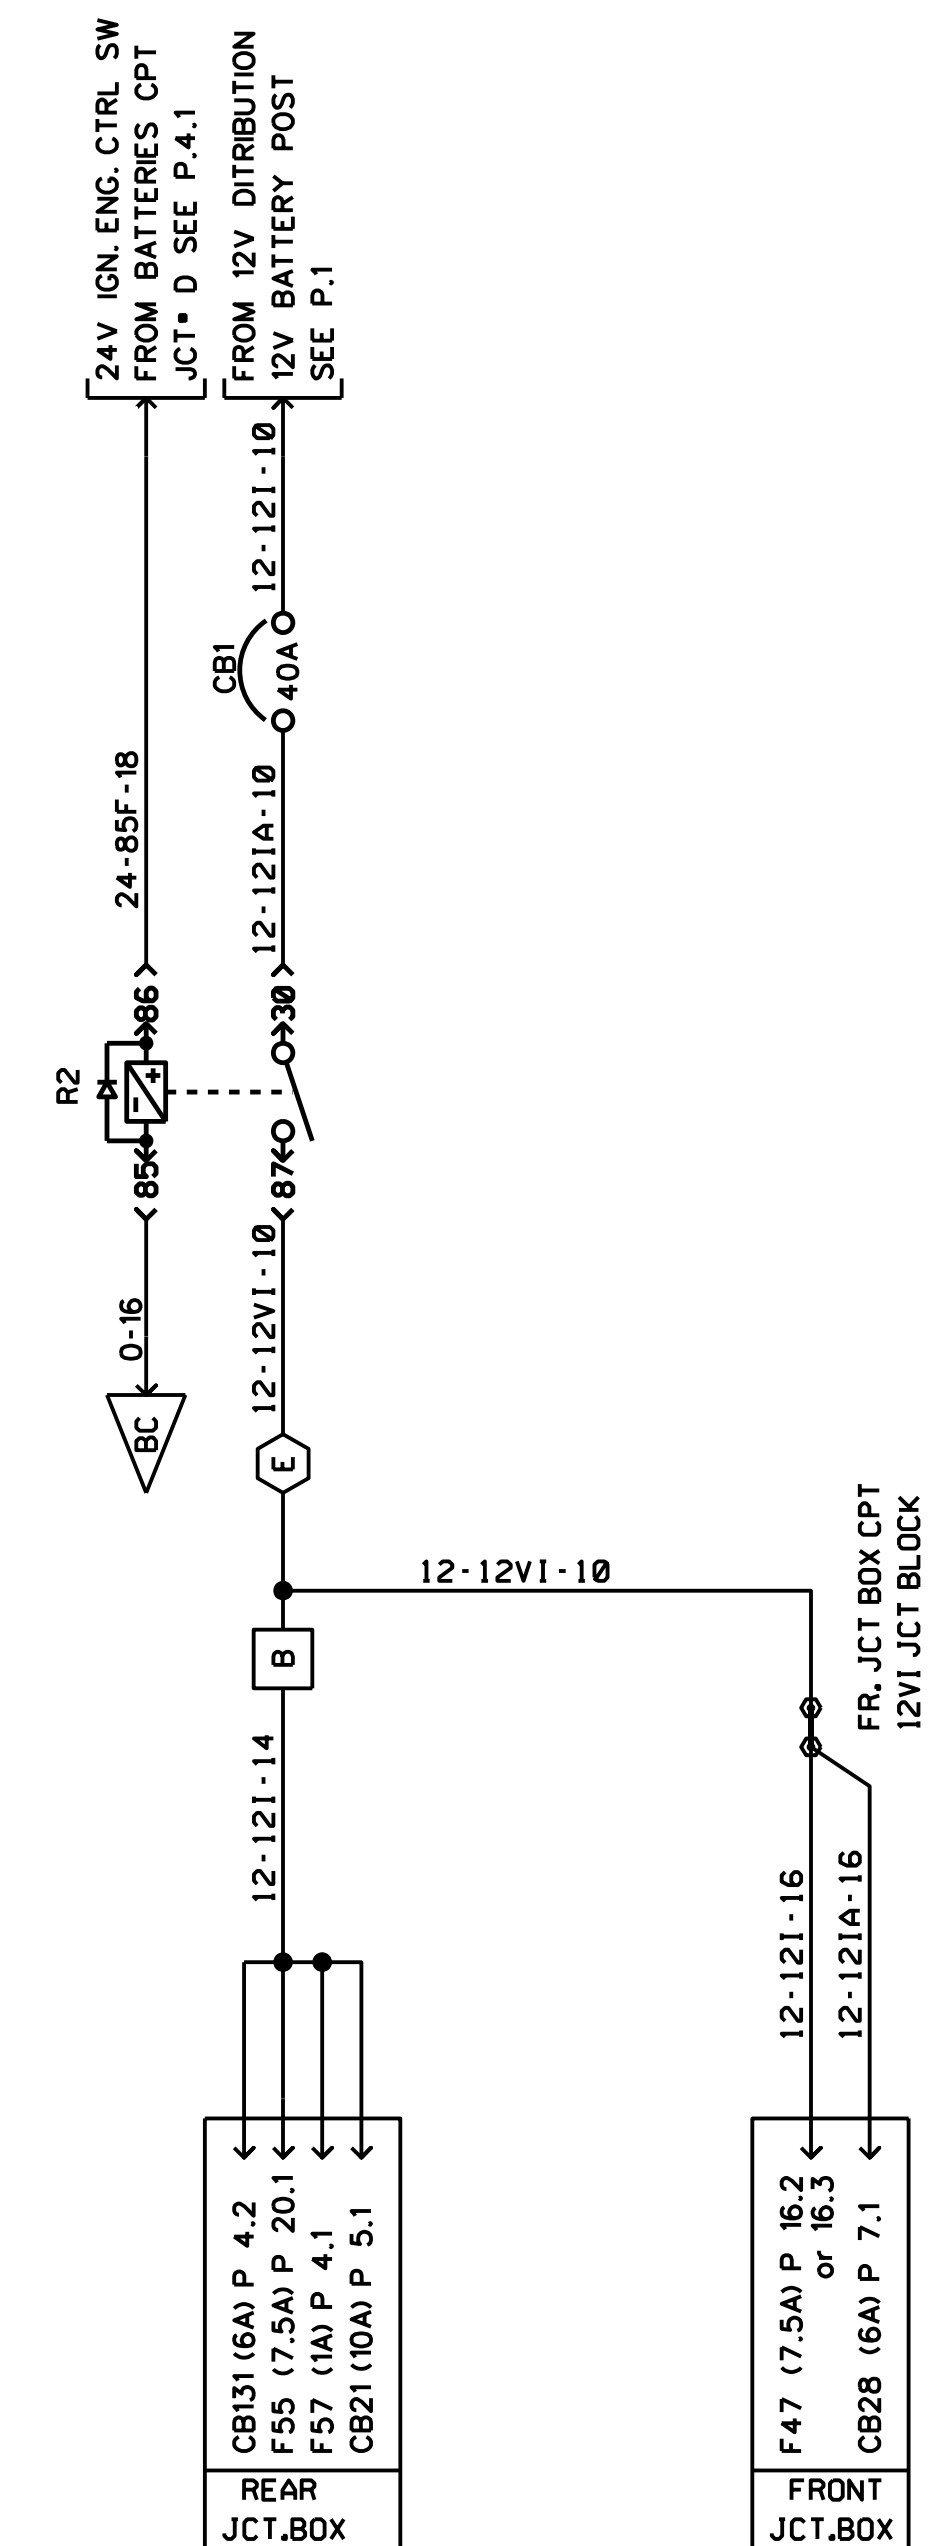 24V IGN. ENG. CTRL SW
FROM BATTERIES CPT
JCT• D SEE P.4.1
FROM 12V DITRIBUTION
12V BATTERY POST
SEE P.1
12-12I-10
CB1
40A
24-85F-18
12-12IA-10
86
30
R2
+
-
85
87
0-16
12-12VI-10
BC
E
12-12VI-10
B
FR. JCT BOX CPT
12VI JCT BLOCK
12-12I-14
12-12I-16
12-12IA-16
CB131 (6A) P 4.2
F55 (7.5A) P 20.1
F57 (1A) P 4.1
CB21 (10A) P 5.1
REAR
JCT.BOX
F47 (7.5A) P 16.2
or 16.3
CB28 (6A) P 7.1
FRONT
JCT.BOX